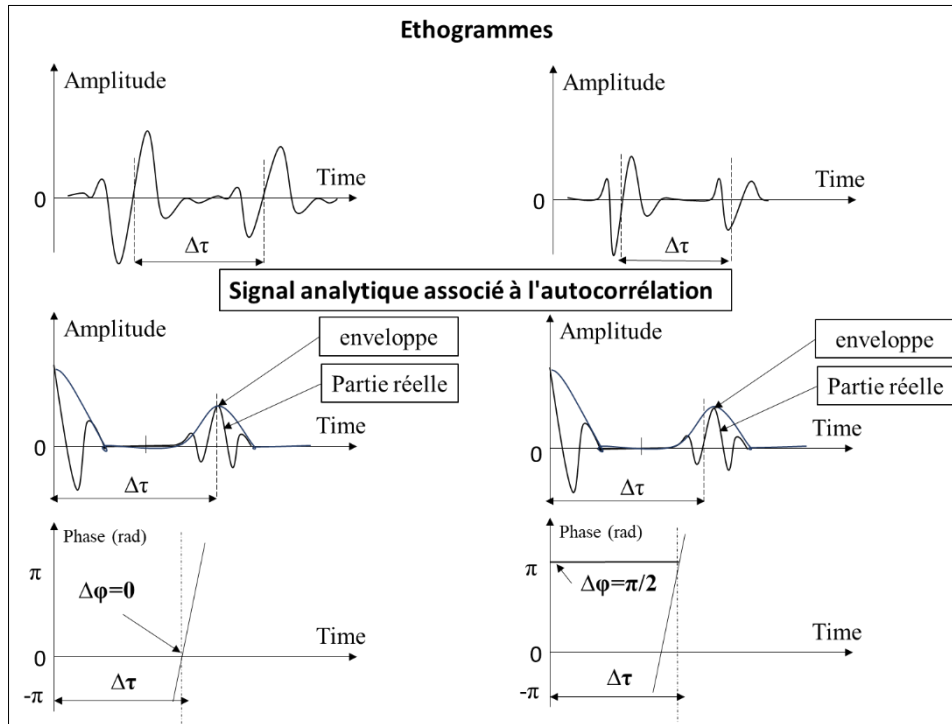 Ethogrammes
Amplitude
Time
0
Δτ
Amplitude
Time
0
Δτ
Signal analytique associé à l'autocorrélation
Amplitude
enveloppe
Partie réelle
Time
0
Δτ
Amplitude
enveloppe
Partie réelle
Time
0
Δτ
Phase (rad)
π
Δφ=0
Time
0
Δτ
-π
Phase (rad)
π
Δφ=π/2
Time
0
Δτ
-π